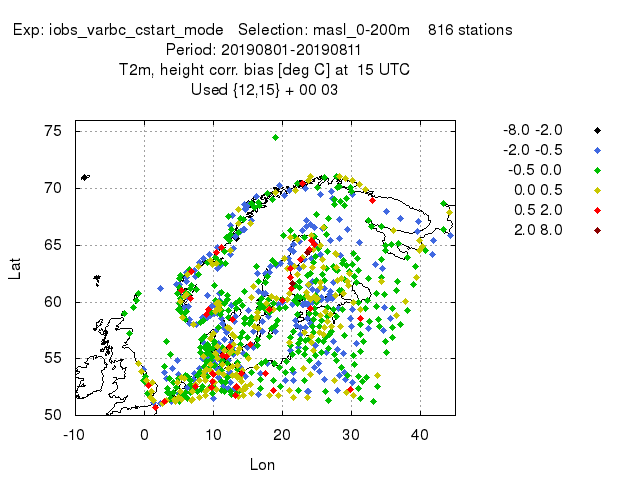 Exp: iobs_varbc_cstart_mode Selection: masl_0-200m 816 stations
Period: 20190801-20190811
T2m, height corr. bias [deg C] at 15 UTC
Used {12,15} + 00 03
75
70
65
60
55
50
Lat
-10 0 10 20 30 40
Lon
-8.0 -2.0
-2.0 -0.5
-0.5 0.0
0.0 0.5
0.5 2.0
2.0 8.0